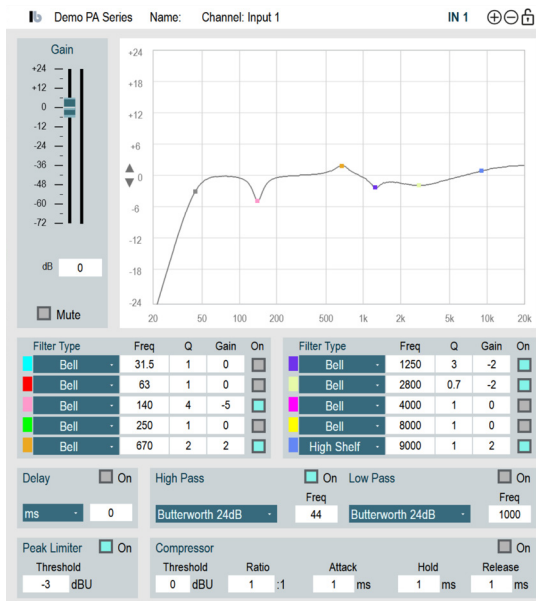 lb Demo PA Series Name: Channel: Input 1 IN 1
Gain
+24
+12
0
-12
-24
-36
-48
-60
-72
dB 0
Mute
+24
+18
+12
+6
0
-6
-12
-18
-24
20 50 100 200 500 1k 2k 5k 10k 20k
Filter Type Freq Q Gain On
Bell 31.5 1 0
Bell 63 1 0
Bell 140 4 -5
Bell 250 1 0
Bell 670 2 2
Filter Type Freq Q Gain On
Bell 1250 3 -2
Bell 2800 0.7 -2
Bell 4000 1 0
Bell 8000 1 0
High Shelf 9000 1 2
Delay On
ms 0
High Pass On
Freq
Butterworth 24dB 44
Low Pass On
Freq
Butterworth 24dB 1000
Peak Limiter On
Threshold
-3 dBU
Compressor On
Threshold Ratio Attack Hold Release
0 dBU 1 :1 1 ms 1 ms 1 ms